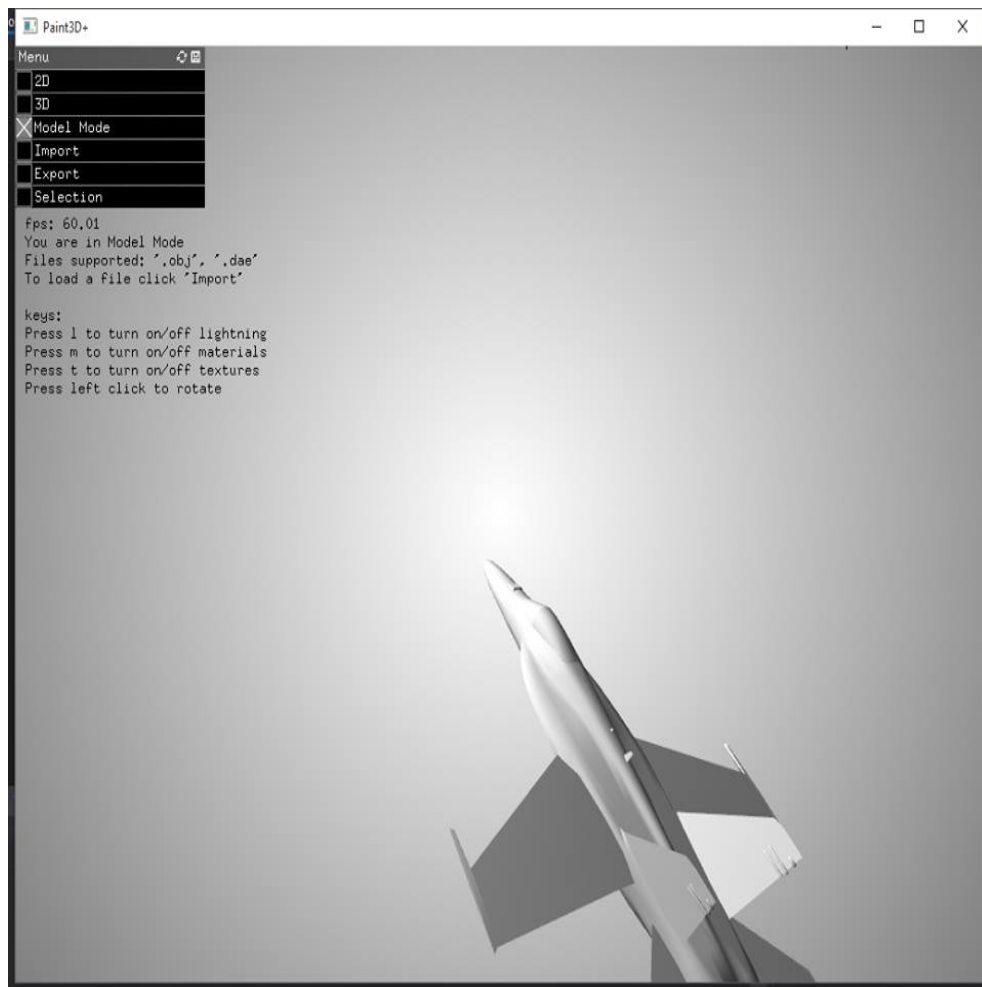 Paint3D+
Menu
2D
3D
Model Mode
Import
Export
Selection
fps: 60.01
You are in Model Mode
Files supported: '.obj', '.dae'
To load a file click 'Import'
keys:
Press l to turn on/off lightning
Press m to turn on/off materials
Press t to turn on/off textures
Press left click to rotate